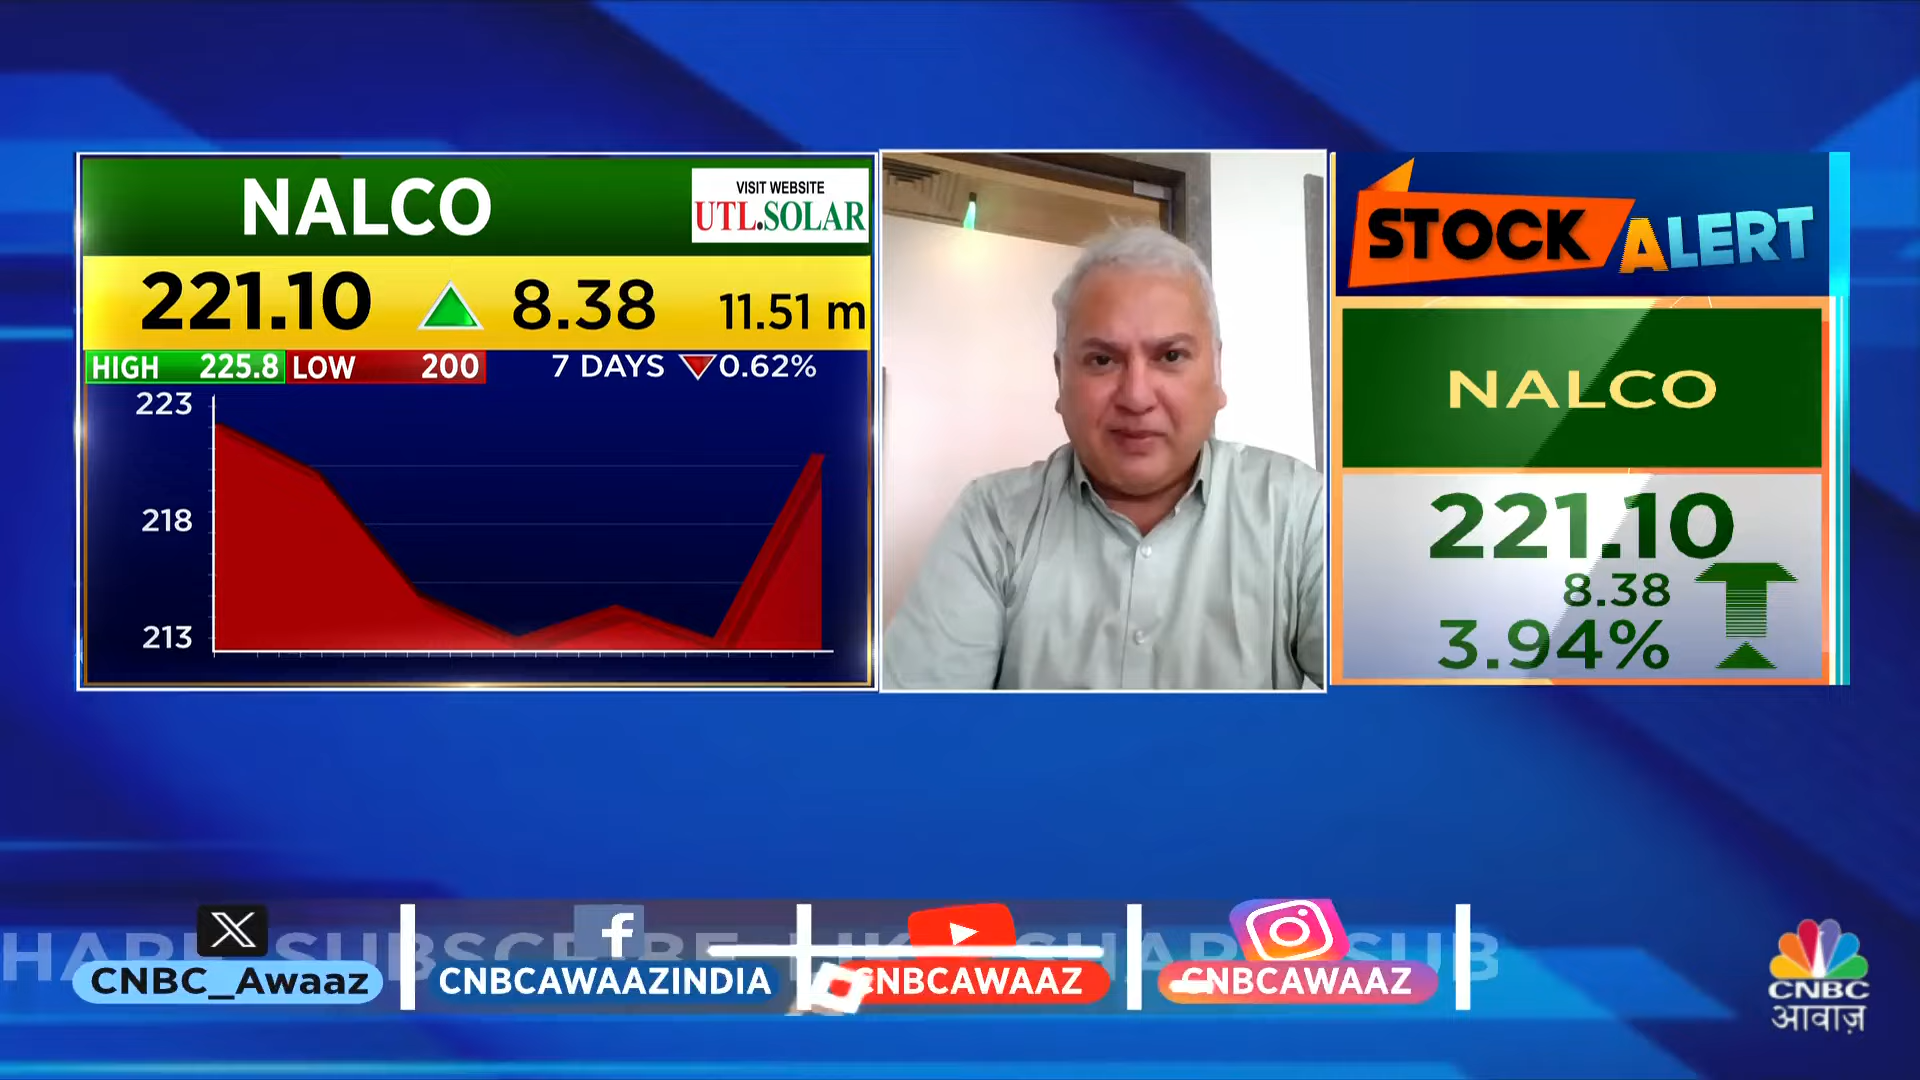 NALCO
VISIT WEBSITE
UTL.SOLAR
221.10 8.38 11.51 m
HIGH 225.8 LOW 200 7 DAYS 0.62%
223
218
213
STOCK ALERT
NALCO
221.10
8.38
3.94%
SUBSCRIBE
CNBC_Awaaz
CNBCAWAAZINDIA
CNBCAWAAZ
CNBCAWAAZ
CNBC
आवाज़